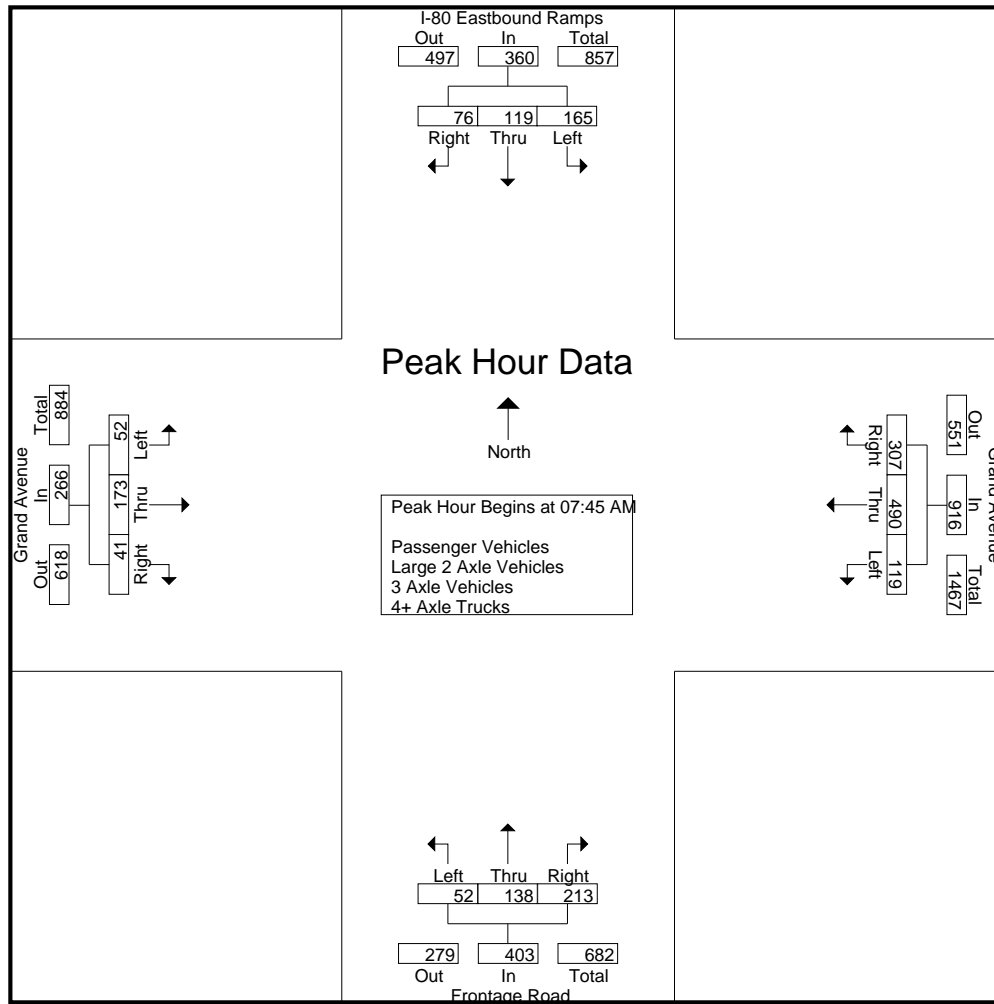 I-80 Eastbound Ramps
Out In Total
497 360 857
76 119 165
Right Thru Left
Peak Hour Data
North
Peak Hour Begins at 07:45 AM
Passenger Vehicles
Large 2 Axle Vehicles
3 Axle Vehicles
4+ Axle Trucks
Grand Avenue
Out In Total
618 266 884
41 173 52
Right Thru Left
Grand Avenue
Out In Total
551 916 1467
307 490 119
Right Thru Left
Left Thru Right
52 138 213
279 403 682
Out In Total
Frontage Road